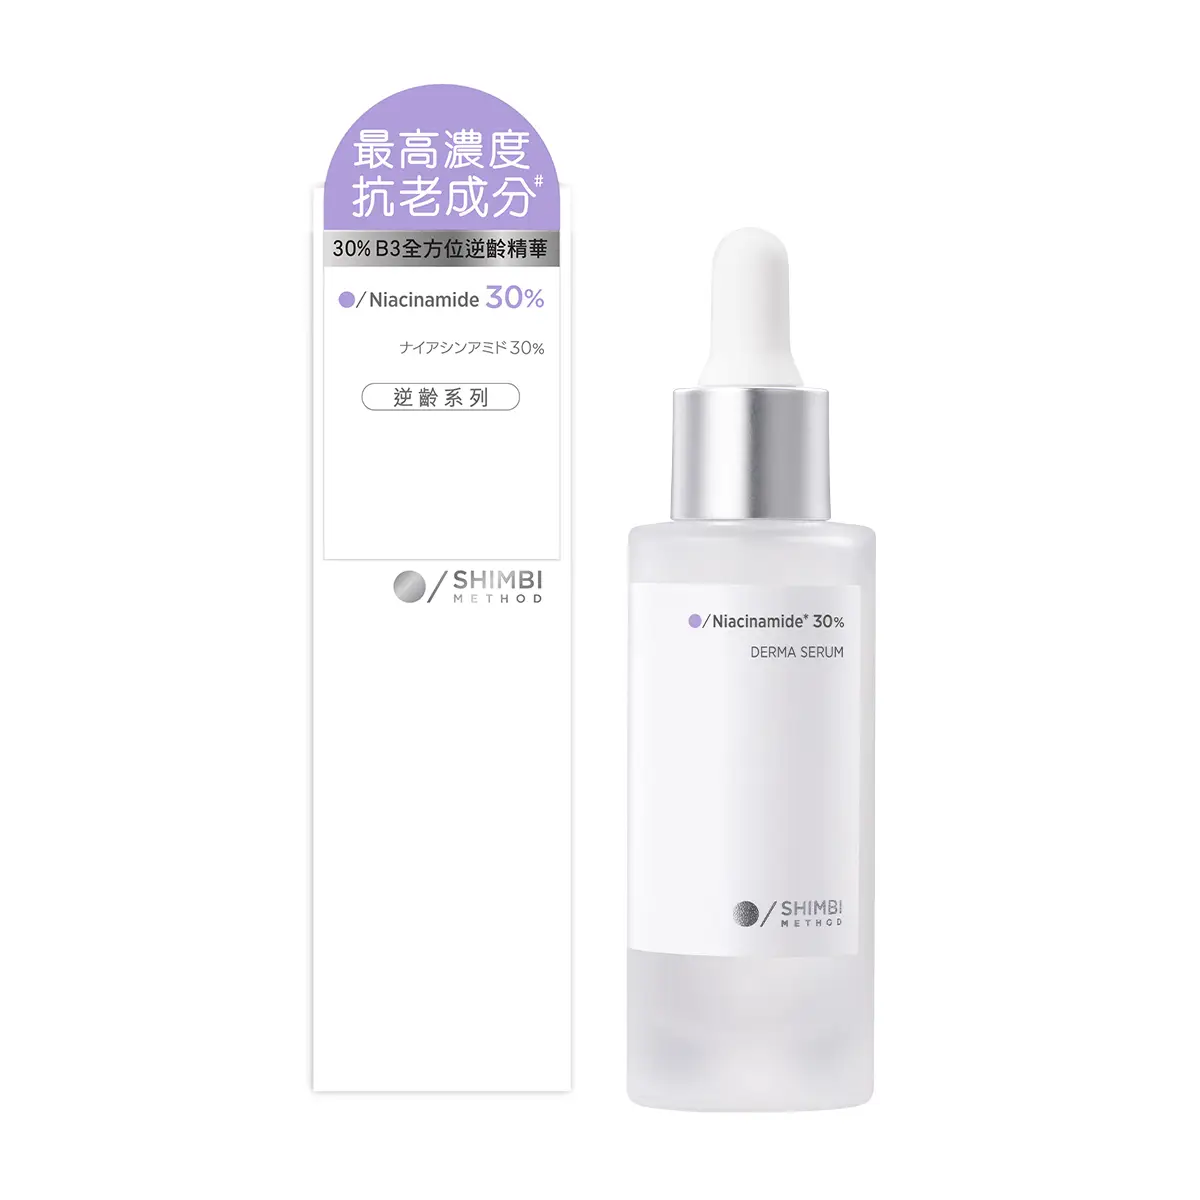 最高濃度
抗老成分#
30% B3全方位逆齡精華
/Niacinamide 30%
ナイアシンアミド30%
逆齡系列
/SHIMBI
METHOD
/Niacinamide* 30%
DERMA SERUM
/SHIMBI
METHOD